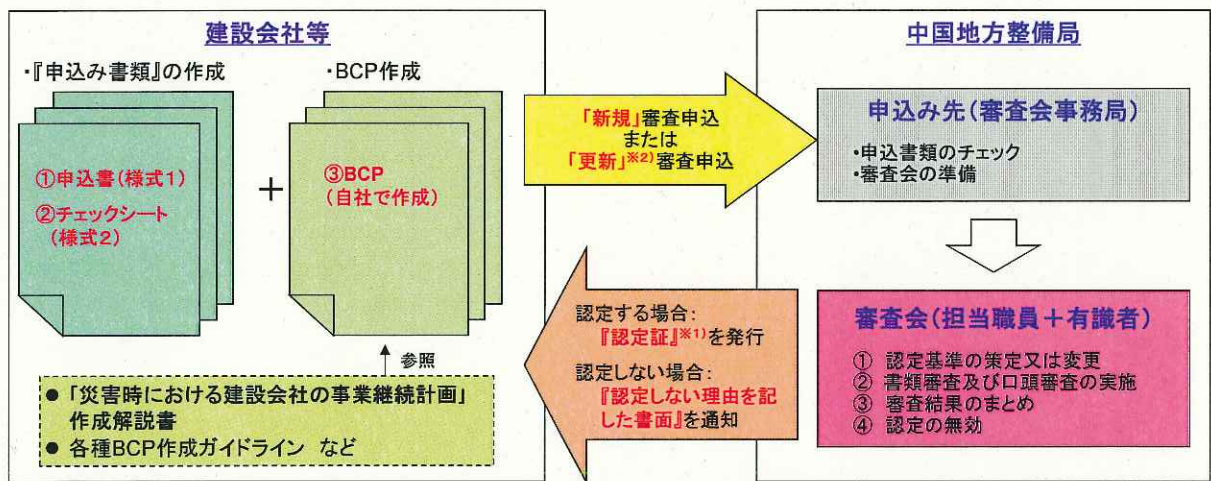 建設会社等
・『申込み書類』の作成
・BCP作成
①申込書(様式1)
②チェックシート
(様式2)
+
③BCP
(自社で作成)
参照
● 「災害時における建設会社の事業継続計画」
作成解説書
● 各種BCP作成ガイドライン など
「新規」審査申込
または
「更新」※2)審査申込
認定する場合:
『認定証』※1)を発行
認定しない場合:
『認定しない理由を記
した書面』を通知
中国地方整備局
申込み先(審査会事務局)
・申込書類のチェック
・審査会の準備
審査会(担当職員+有識者)
① 認定基準の策定又は変更
② 書類審査及び口頭審査の実施
③ 審査結果のまとめ
④ 認定の無効